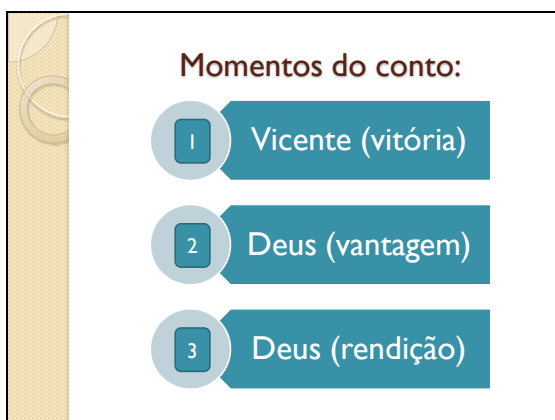 Momentos do conto:
1
Vicente (vitória)
2
Deus (vantagem)
3
Deus (rendição)